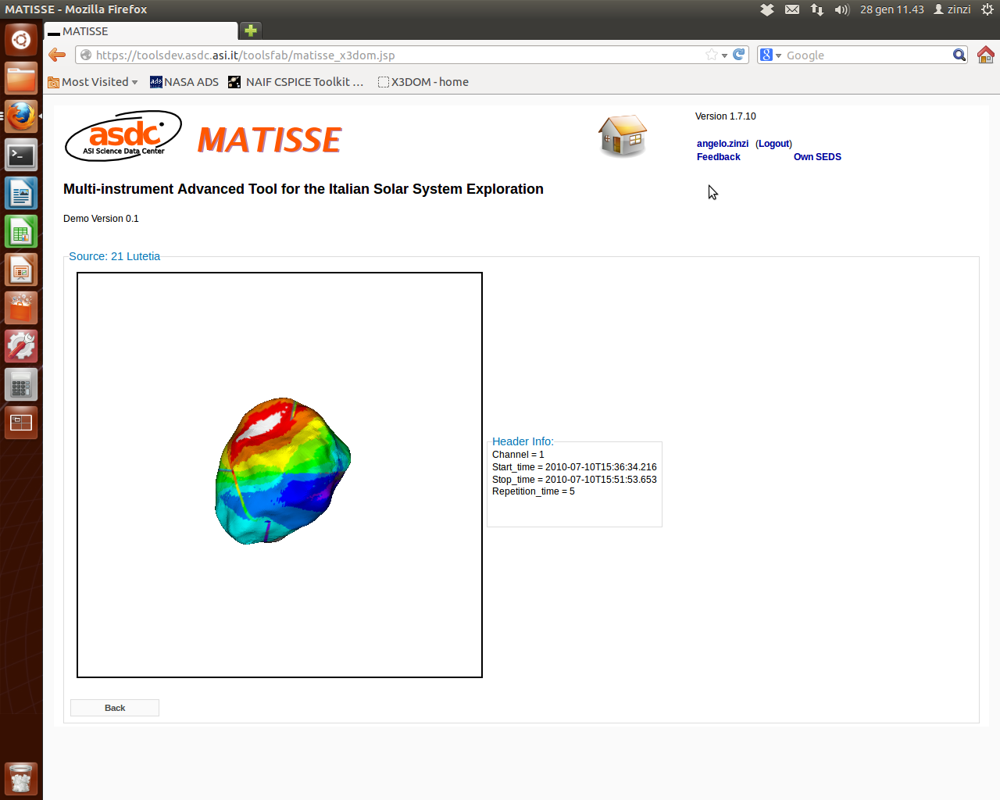 MATISSE - Mozilla Firefox
28 gen 11.43 zinzi
MATISSE
https://toolsdev.asdc.asi.it/toolsfab/matisse_x3dom.jsp
8 Google
Most Visited ads NASA ADS NAIF CSPICE Toolkit ... X3DOM - home
asdc
ASI Science Data Center
MATISSE
Version 1.7.10
angelo.zinzi (Logout)
Feedback Own SEDS
Multi-instrument Advanced Tool for the Italian Solar System Exploration
Demo Version 0.1
Source: 21 Lutetia
Header Info:
Channel = 1
Start_time = 2010-07-10T15:36:34.216
Stop_time = 2010-07-10T15:51:53.653
Repetition_time = 5
Back